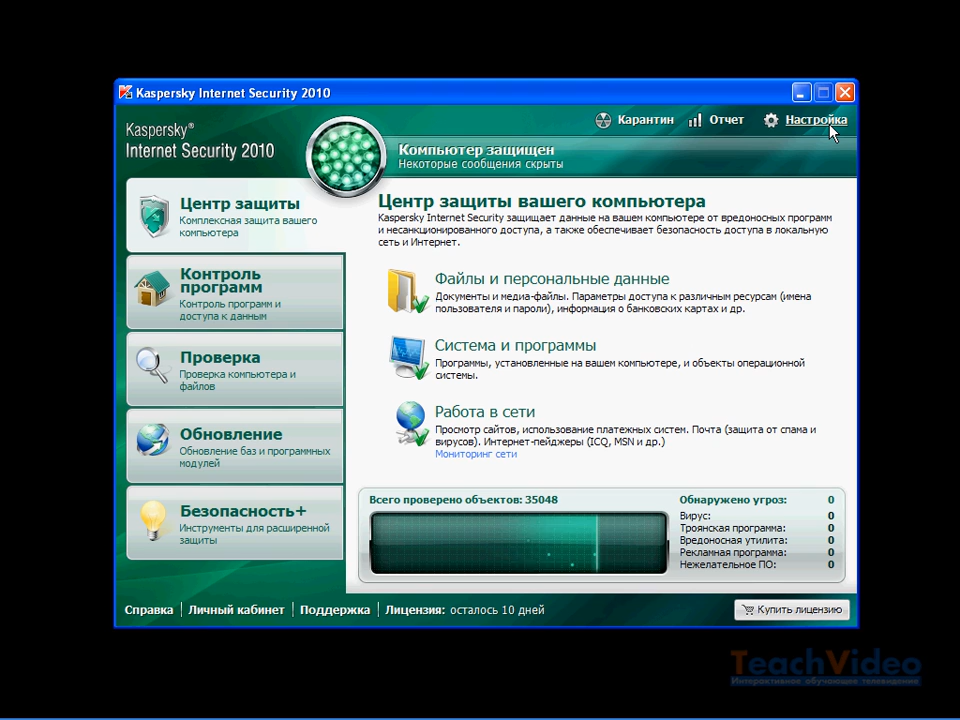 Kaspersky Internet Security 2010
Kaspersky®
Internet Security 2010
Карантин
Отчет
Настройка
Компьютер защищен
Некоторые сообщения скрыты
Центр защиты
Комплексная защита вашего
компьютера
Контроль
программ
Контроль программ и
доступа к данным
Проверка
Проверка компьютера и
файлов
Обновление
Обновление баз и программных
модулей
Безопасность+
Инструменты для расширенной
защиты
Центр защиты вашего компьютера
Kaspersky Internet Security защищает данные на вашем компьютере от вредоносных программ
и несанкционированного доступа, а также обеспечивает безопасность доступа в локальную
сеть и Интернет.
Файлы и персональные данные
Документы и медиа-файлы. Параметры доступа к различным ресурсам (имена
пользователя и пароли), информация о банковских картах и др.
Система и программы
Программы, установленные на вашем компьютере, и объекты операционной
системы.
Работа в сети
Просмотр сайтов, использование платежных систем. Почта (защита от спама и
вирусов). Интернет-пейджеры (ICQ, MSN и др.)
Мониторинг сети
Всего проверено объектов: 35048
Обнаружено угроз: 0
Вирус: 0
Троянская программа: 0
Вредоносная утилита: 0
Рекламная программа: 0
Нежелательное ПО: 0
Справка | Личный кабинет | Поддержка | Лицензия: осталось 10 дней
Купить лицензию
TeachVideo
Интерактивное обучающее телевидение